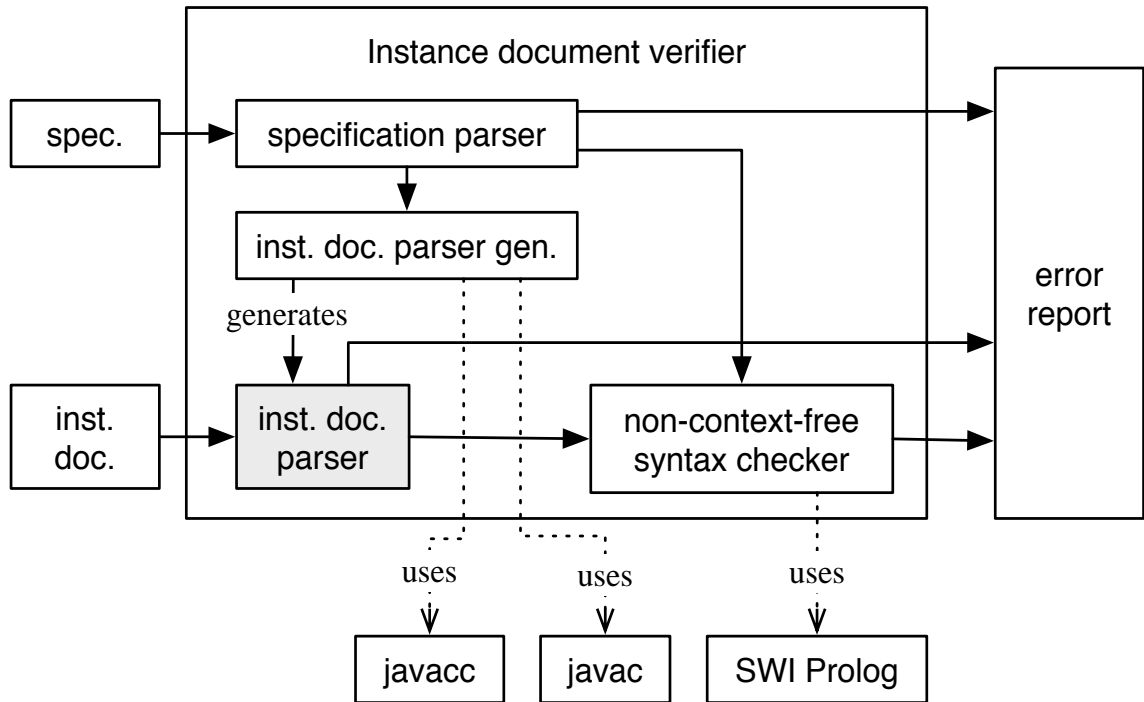 Instance document verifier
spec.
specification parser
inst. doc. parser gen.
generates
error
report
inst.
doc.
inst. doc.
parser
non-context-free
syntax checker
uses
uses
uses
javacc
javac
SWI Prolog